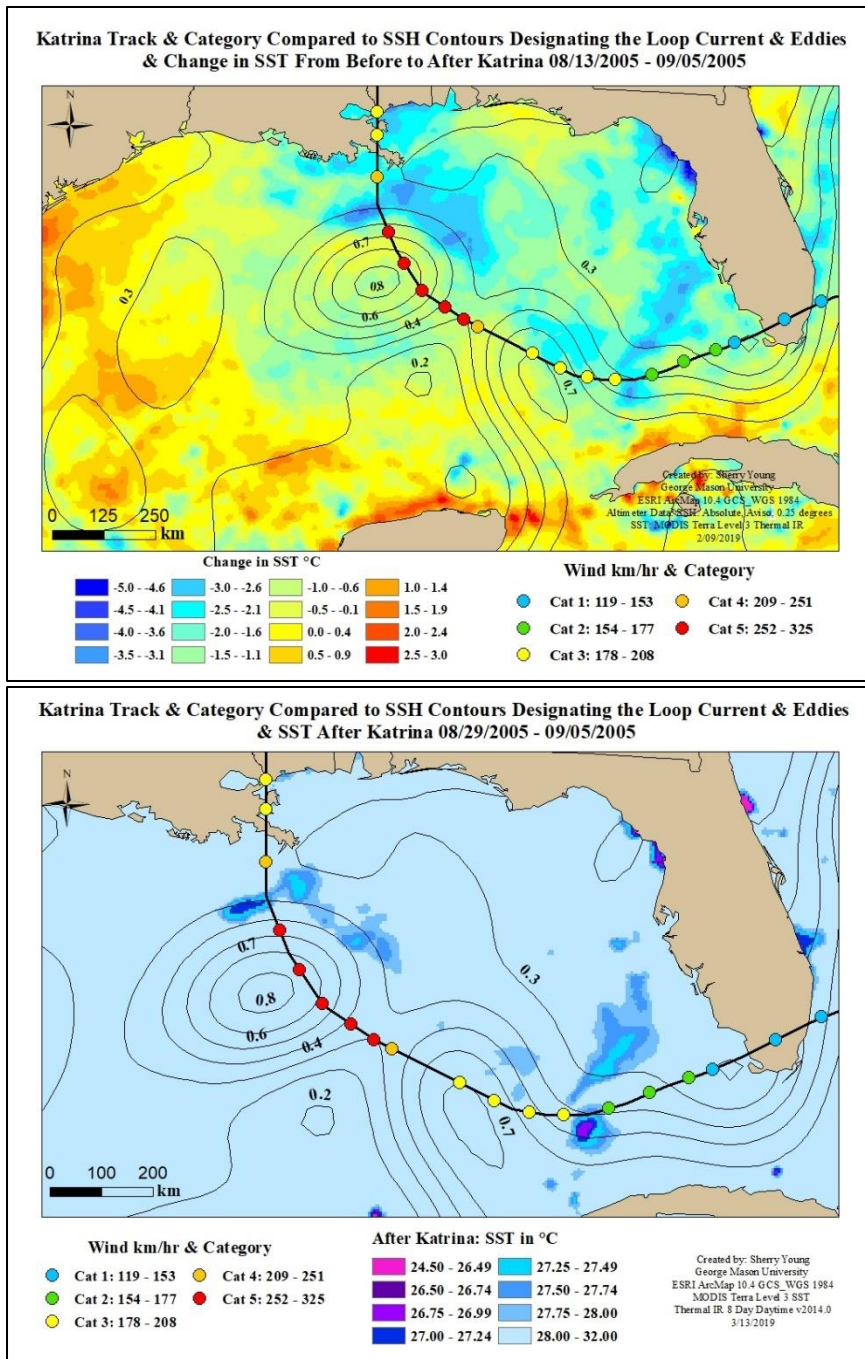 Katrina Track & Category Compared to SSH Contours Designating the Loop Current & Eddies
& Change in SST From Before to After Katrina 08/13/2005 - 09/05/2005
N
0.7
0.3
0.8
0.3
0.6
0.4
0.2
0.7
Created by: Sherry Young
George Mason University
ESRI ArcMap 10.4 GCS_WGS 1984
Altimeter Data: SSH: Absolute, Aviso, 0.25 degrees
SST: MODIS Terra Level 3 Thermal IR
2/09/2019
0 125 250
km
Change in SST °C
-5.0 - -4.6
-4.5 - -4.1
-4.0 - -3.6
-3.5 - -3.1
-3.0 - -2.6
-2.5 - -2.1
-2.0 - -1.6
-1.5 - -1.1
-1.0 - -0.6
-0.5 - -0.1
0.0 - 0.4
0.5 - 0.9
1.0 - 1.4
1.5 - 1.9
2.0 - 2.4
2.5 - 3.0
Wind km/hr & Category
Cat 1: 119 - 153
Cat 2: 154 - 177
Cat 3: 178 - 208
Cat 4: 209 - 251
Cat 5: 252 - 325
Katrina Track & Category Compared to SSH Contours Designating the Loop Current & Eddies
& SST After Katrina 08/29/2005 - 09/05/2005
N
0.7
0.3
0.8
0.6
0.4
0.2
0.7
0 100 200
km
Wind km/hr & Category
Cat 1: 119 - 153
Cat 2: 154 - 177
Cat 3: 178 - 208
Cat 4: 209 - 251
Cat 5: 252 - 325
After Katrina: SST in °C
24.50 - 26.49
26.50 - 26.74
26.75 - 26.99
27.00 - 27.24
27.25 - 27.49
27.50 - 27.74
27.75 - 28.00
28.00 - 32.00
Created by: Sherry Young
George Mason University
ESRI ArcMap 10.4 GCS_WGS 1984
MODIS Terra Level 3 SST
Thermal IR 8 Day Daytime v2014.0
3/13/2019